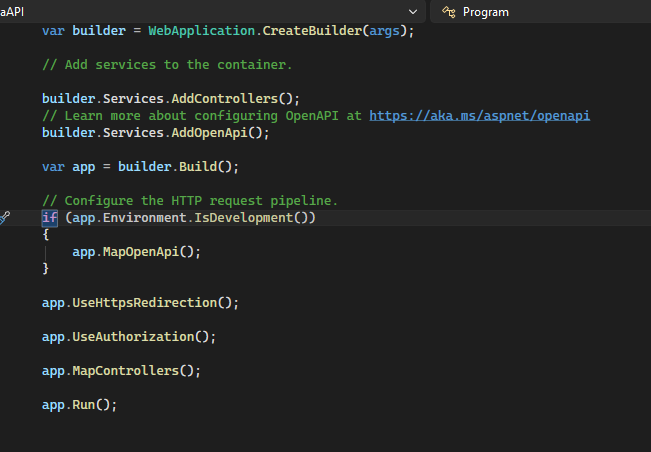 aAPI
Program
var builder = WebApplication.CreateBuilder(args);
// Add services to the container.
builder.Services.AddControllers();
// Learn more about configuring OpenAPI at https://aka.ms/aspnet/openapi
builder.Services.AddOpenApi();
var app = builder.Build();
// Configure the HTTP request pipeline.
if (app.Environment.IsDevelopment())
{
app.MapOpenApi();
}
app.UseHttpsRedirection();
app.UseAuthorization();
app.MapControllers();
app.Run();